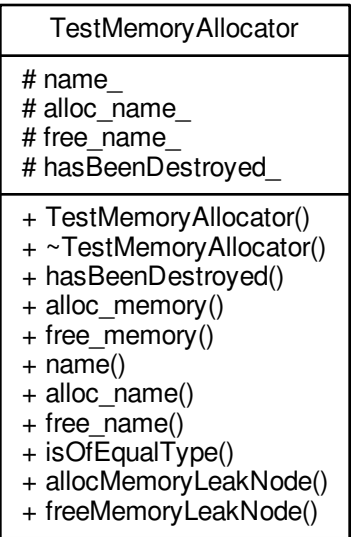 TestMemoryAllocator
# name_
# alloc_name_
# free_name_
# hasBeenDestroyed_
+ TestMemoryAllocator()
+ ~TestMemoryAllocator()
+ hasBeenDestroyed()
+ alloc_memory()
+ free_memory()
+ name()
+ alloc_name()
+ free_name()
+ isOfEqualType()
+ allocMemoryLeakNode()
+ freeMemoryLeakNode()